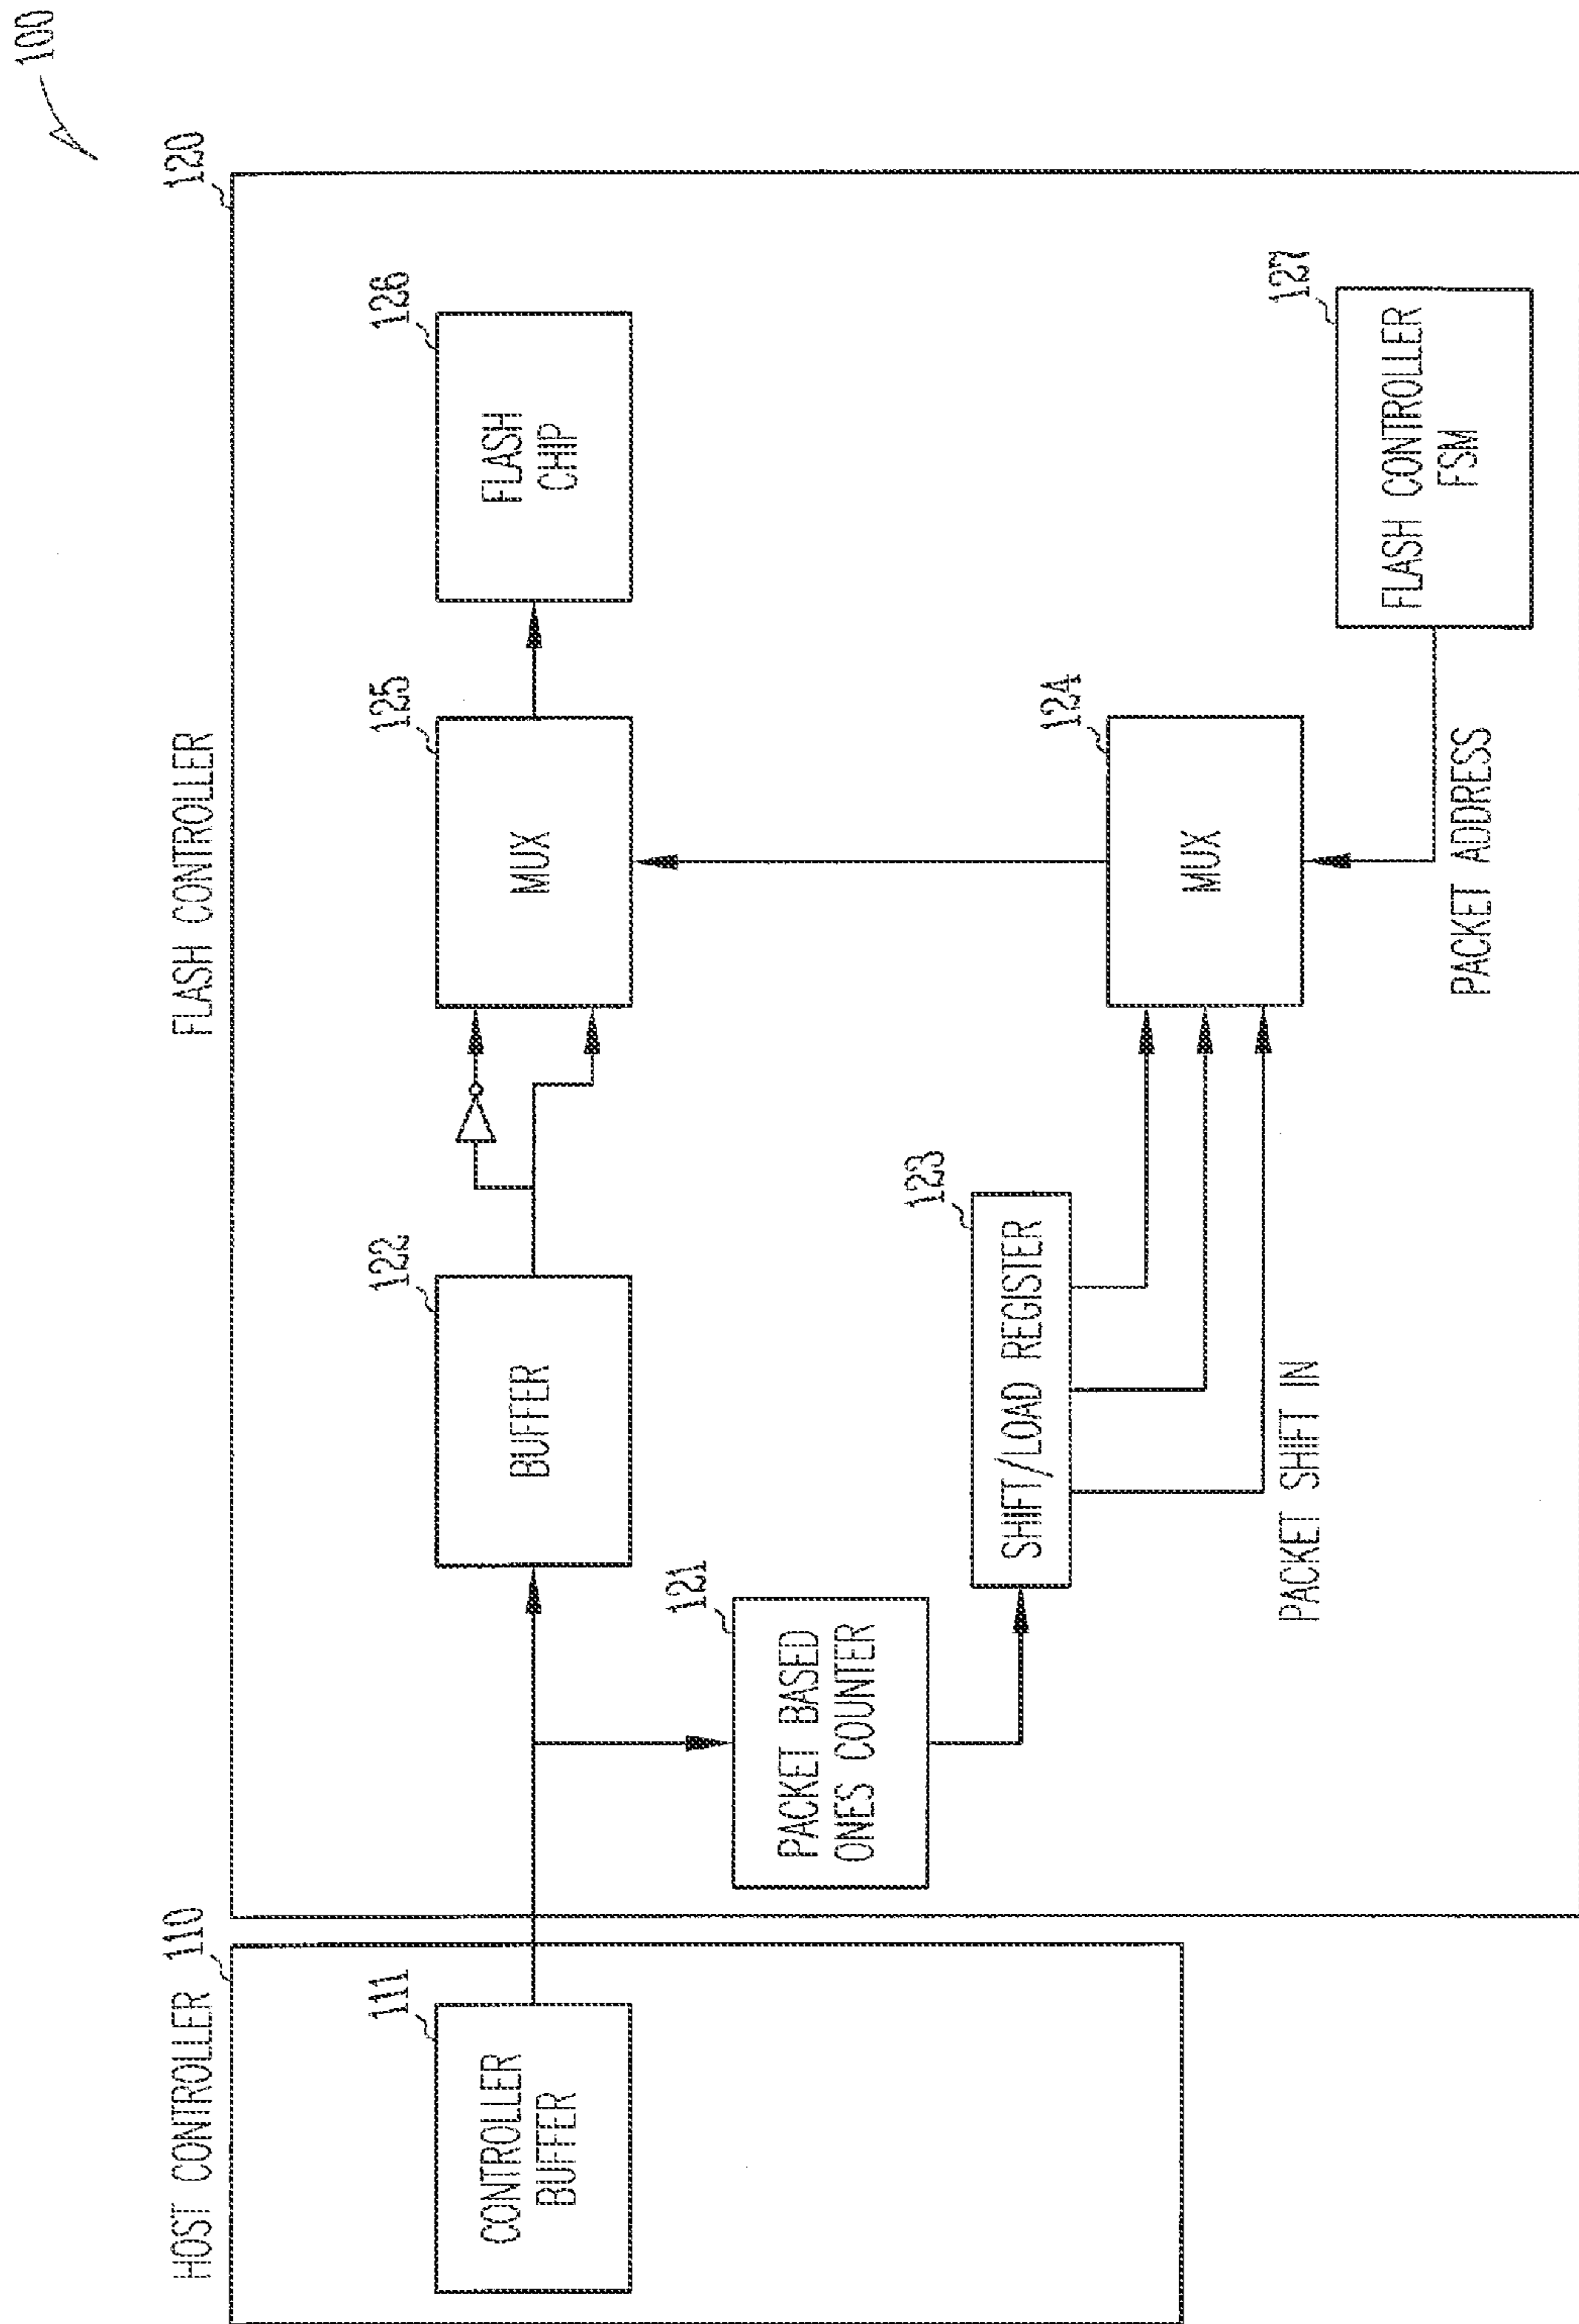 100
HOST CONTROLLER 110
FLASH CONTROLLER
120
111
CONTROLLER
BUFFER
122
BUFFER
125
MUX
126
FLASH
CHIP
121
PACKET BASED
ONES COUNTER
123
SHIFT/LOAD REGISTER
PACKET SHIFT IN
124
MUX
PACKET ADDRESS
127
FLASH CONTROLLER
FSM